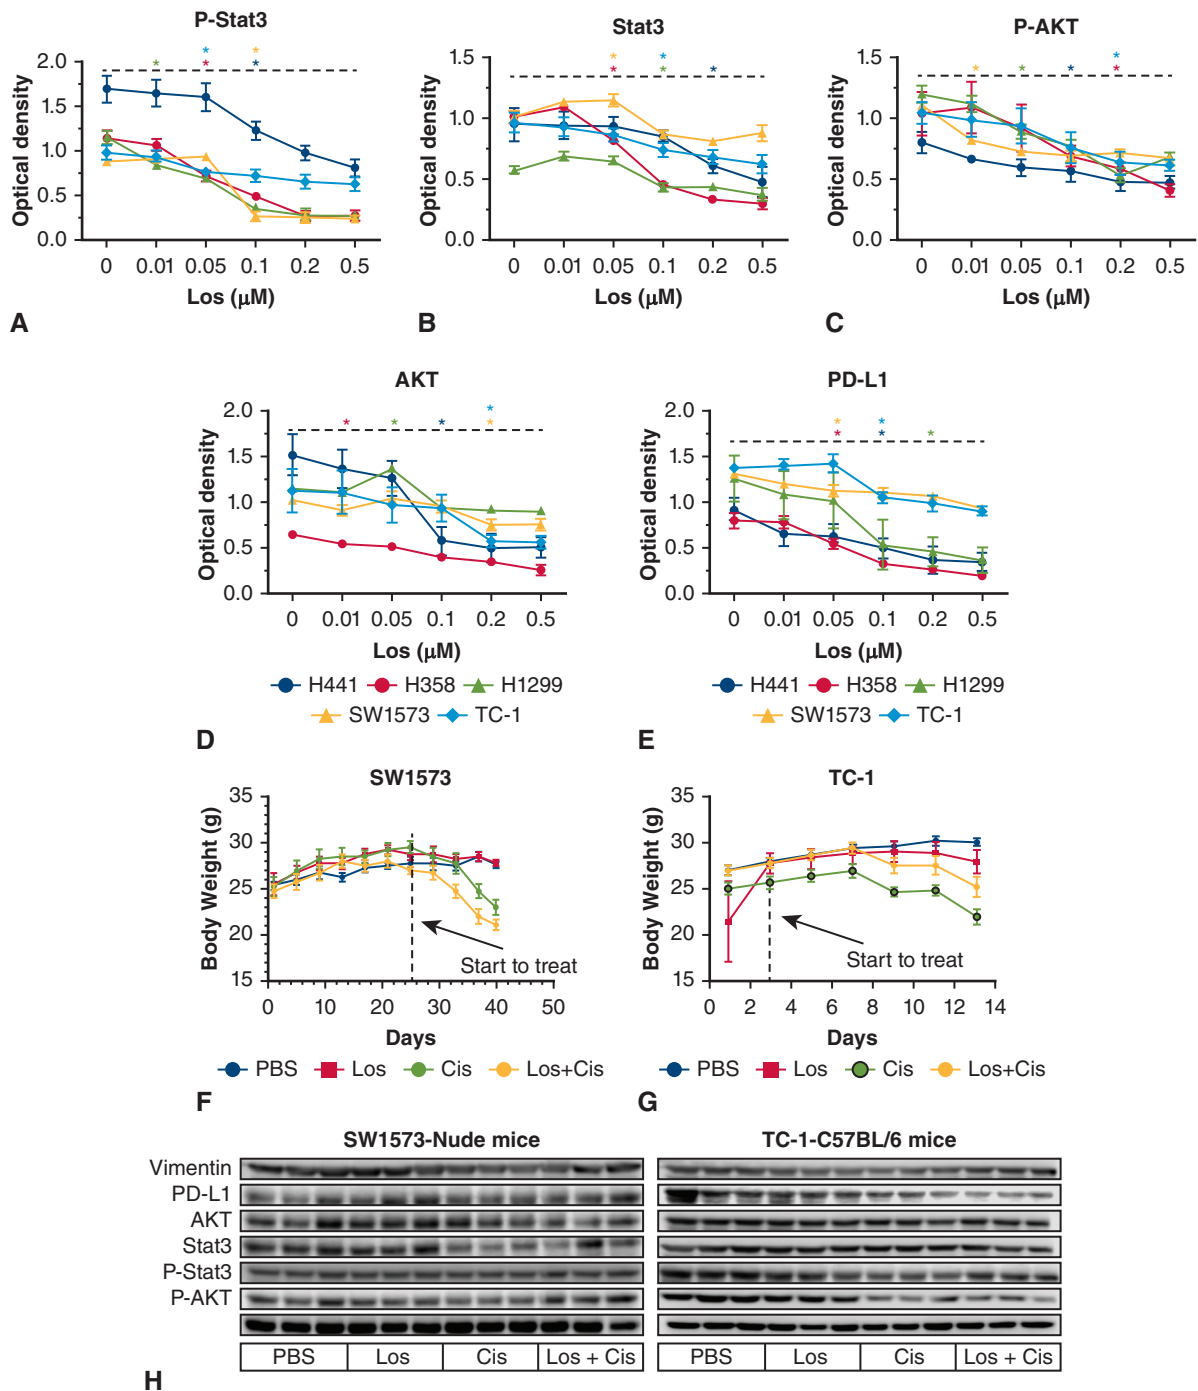 P-Stat3
Stat3
P-AKT
Optical density
2.0
1.5
1.0
0.5
0.0
* * * * * *
0 0.01 0.05 0.1 0.2 0.5
Los (μM)
A
Optical density
1.5
1.0
0.5
0.0
* * * * *
0 0.01 0.05 0.1 0.2 0.5
Los (μM)
B
Optical density
1.5
1.0
0.5
0.0
* * * * *
0 0.01 0.05 0.1 0.2 0.5
Los (μM)
C
AKT
Optical density
2.0
1.5
1.0
0.5
0.0
* * * * *
0 0.01 0.05 0.1 0.2 0.5
Los (μM)
H441 H358 H1299
SW1573 TC-1
D
PD-L1
Optical density
2.0
1.5
1.0
0.5
0.0
* * * * *
0 0.01 0.05 0.1 0.2 0.5
Los (μM)
H441 H358 H1299
SW1573 TC-1
E
SW1573
Body Weight (g)
35
30
25
20
15
Start to treat
0 10 20 30 40 50
Days
PBS Los Cis Los+Cis
F
TC-1
Body Weight (g)
35
30
25
20
15
Start to treat
0 2 4 6 8 10 12 14
Days
PBS Los Cis Los+Cis
G
SW1573-Nude mice
TC-1-C57BL/6 mice
Vimentin
PD-L1
AKT
Stat3
P-Stat3
P-AKT
PBS Los Cis Los + Cis
PBS Los Cis Los + Cis
H